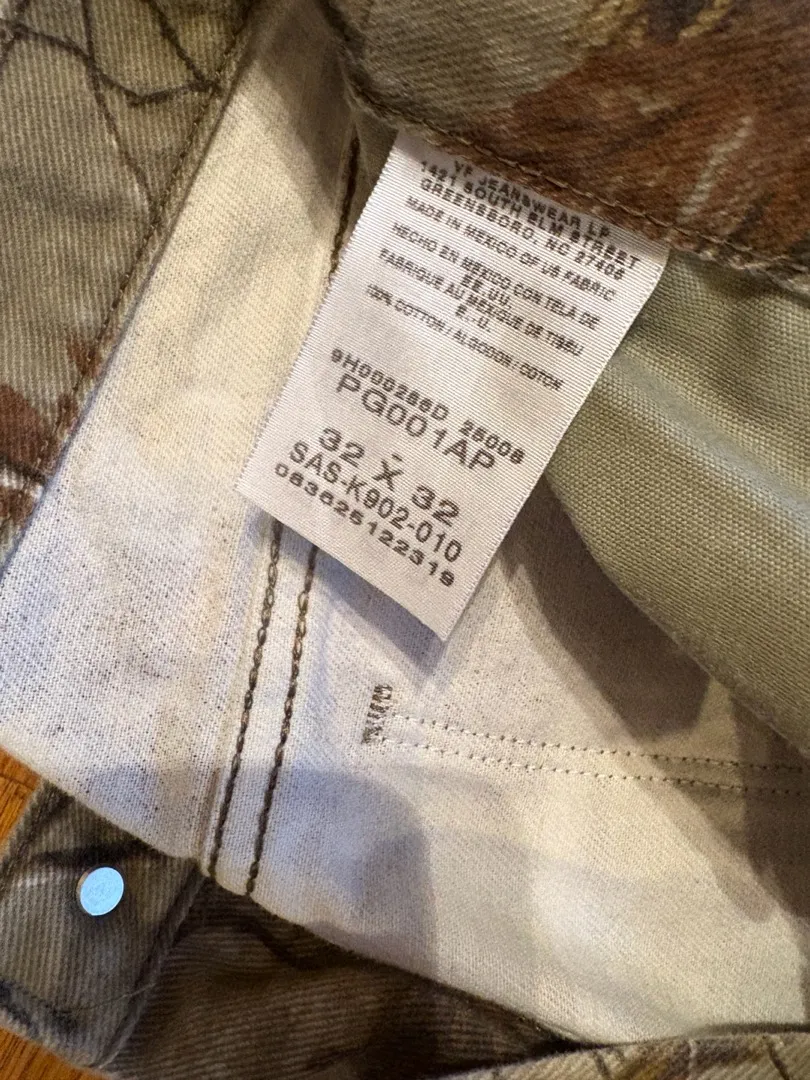 VF JEANSWEAR LP
1421 SOUTH ELM STREET
GREENSBORO, NC 27406
MADE IN MEXICO OF US FABRIC
HECHO EN MEXICO CON TELA DE
EE.UU.
FABRIQUE AU MEXIQUE DE TISSU
E.-U.
100% COTTON / ALGODON / COTON
9H000286D 25008
PG001AP
-
32 X 32
SAS-K902-010
083625122319